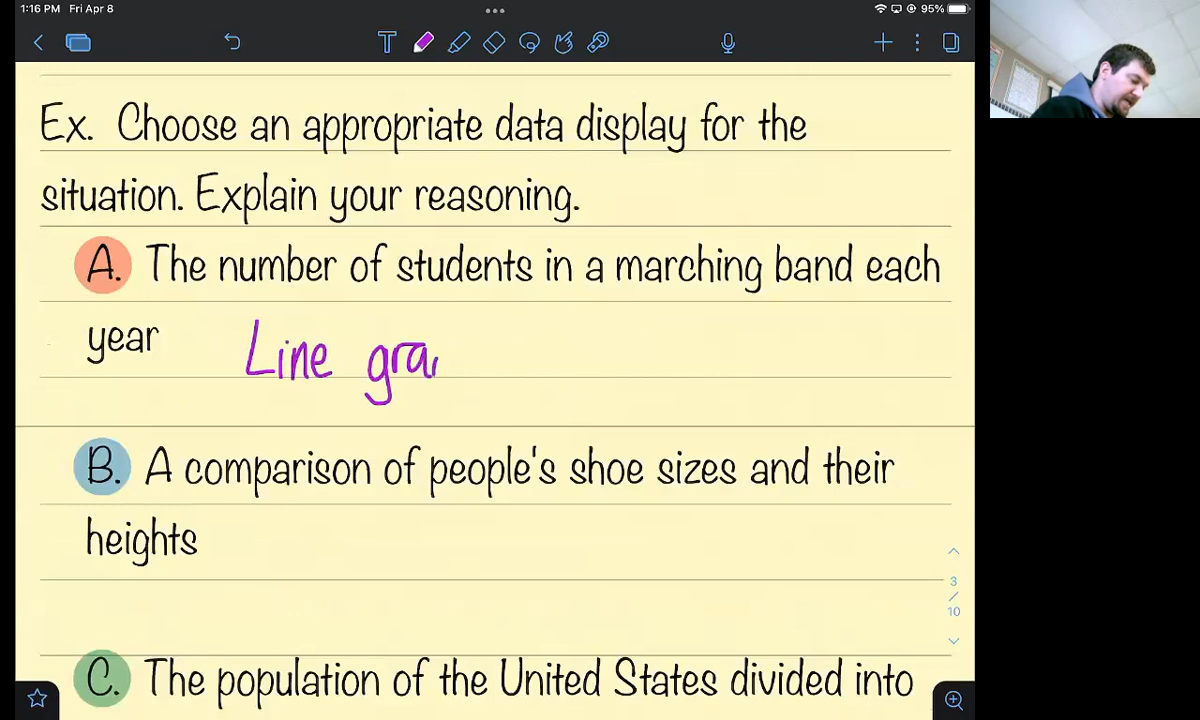 1:16 PM Fri Apr 8
95%
T
Ex. Choose an appropriate data display for the
situation. Explain your reasoning.
A. The number of students in a marching band each
year
Line gra
B. A comparison of people's shoe sizes and their
heights
3
/
10
C. The population of the United States divided into